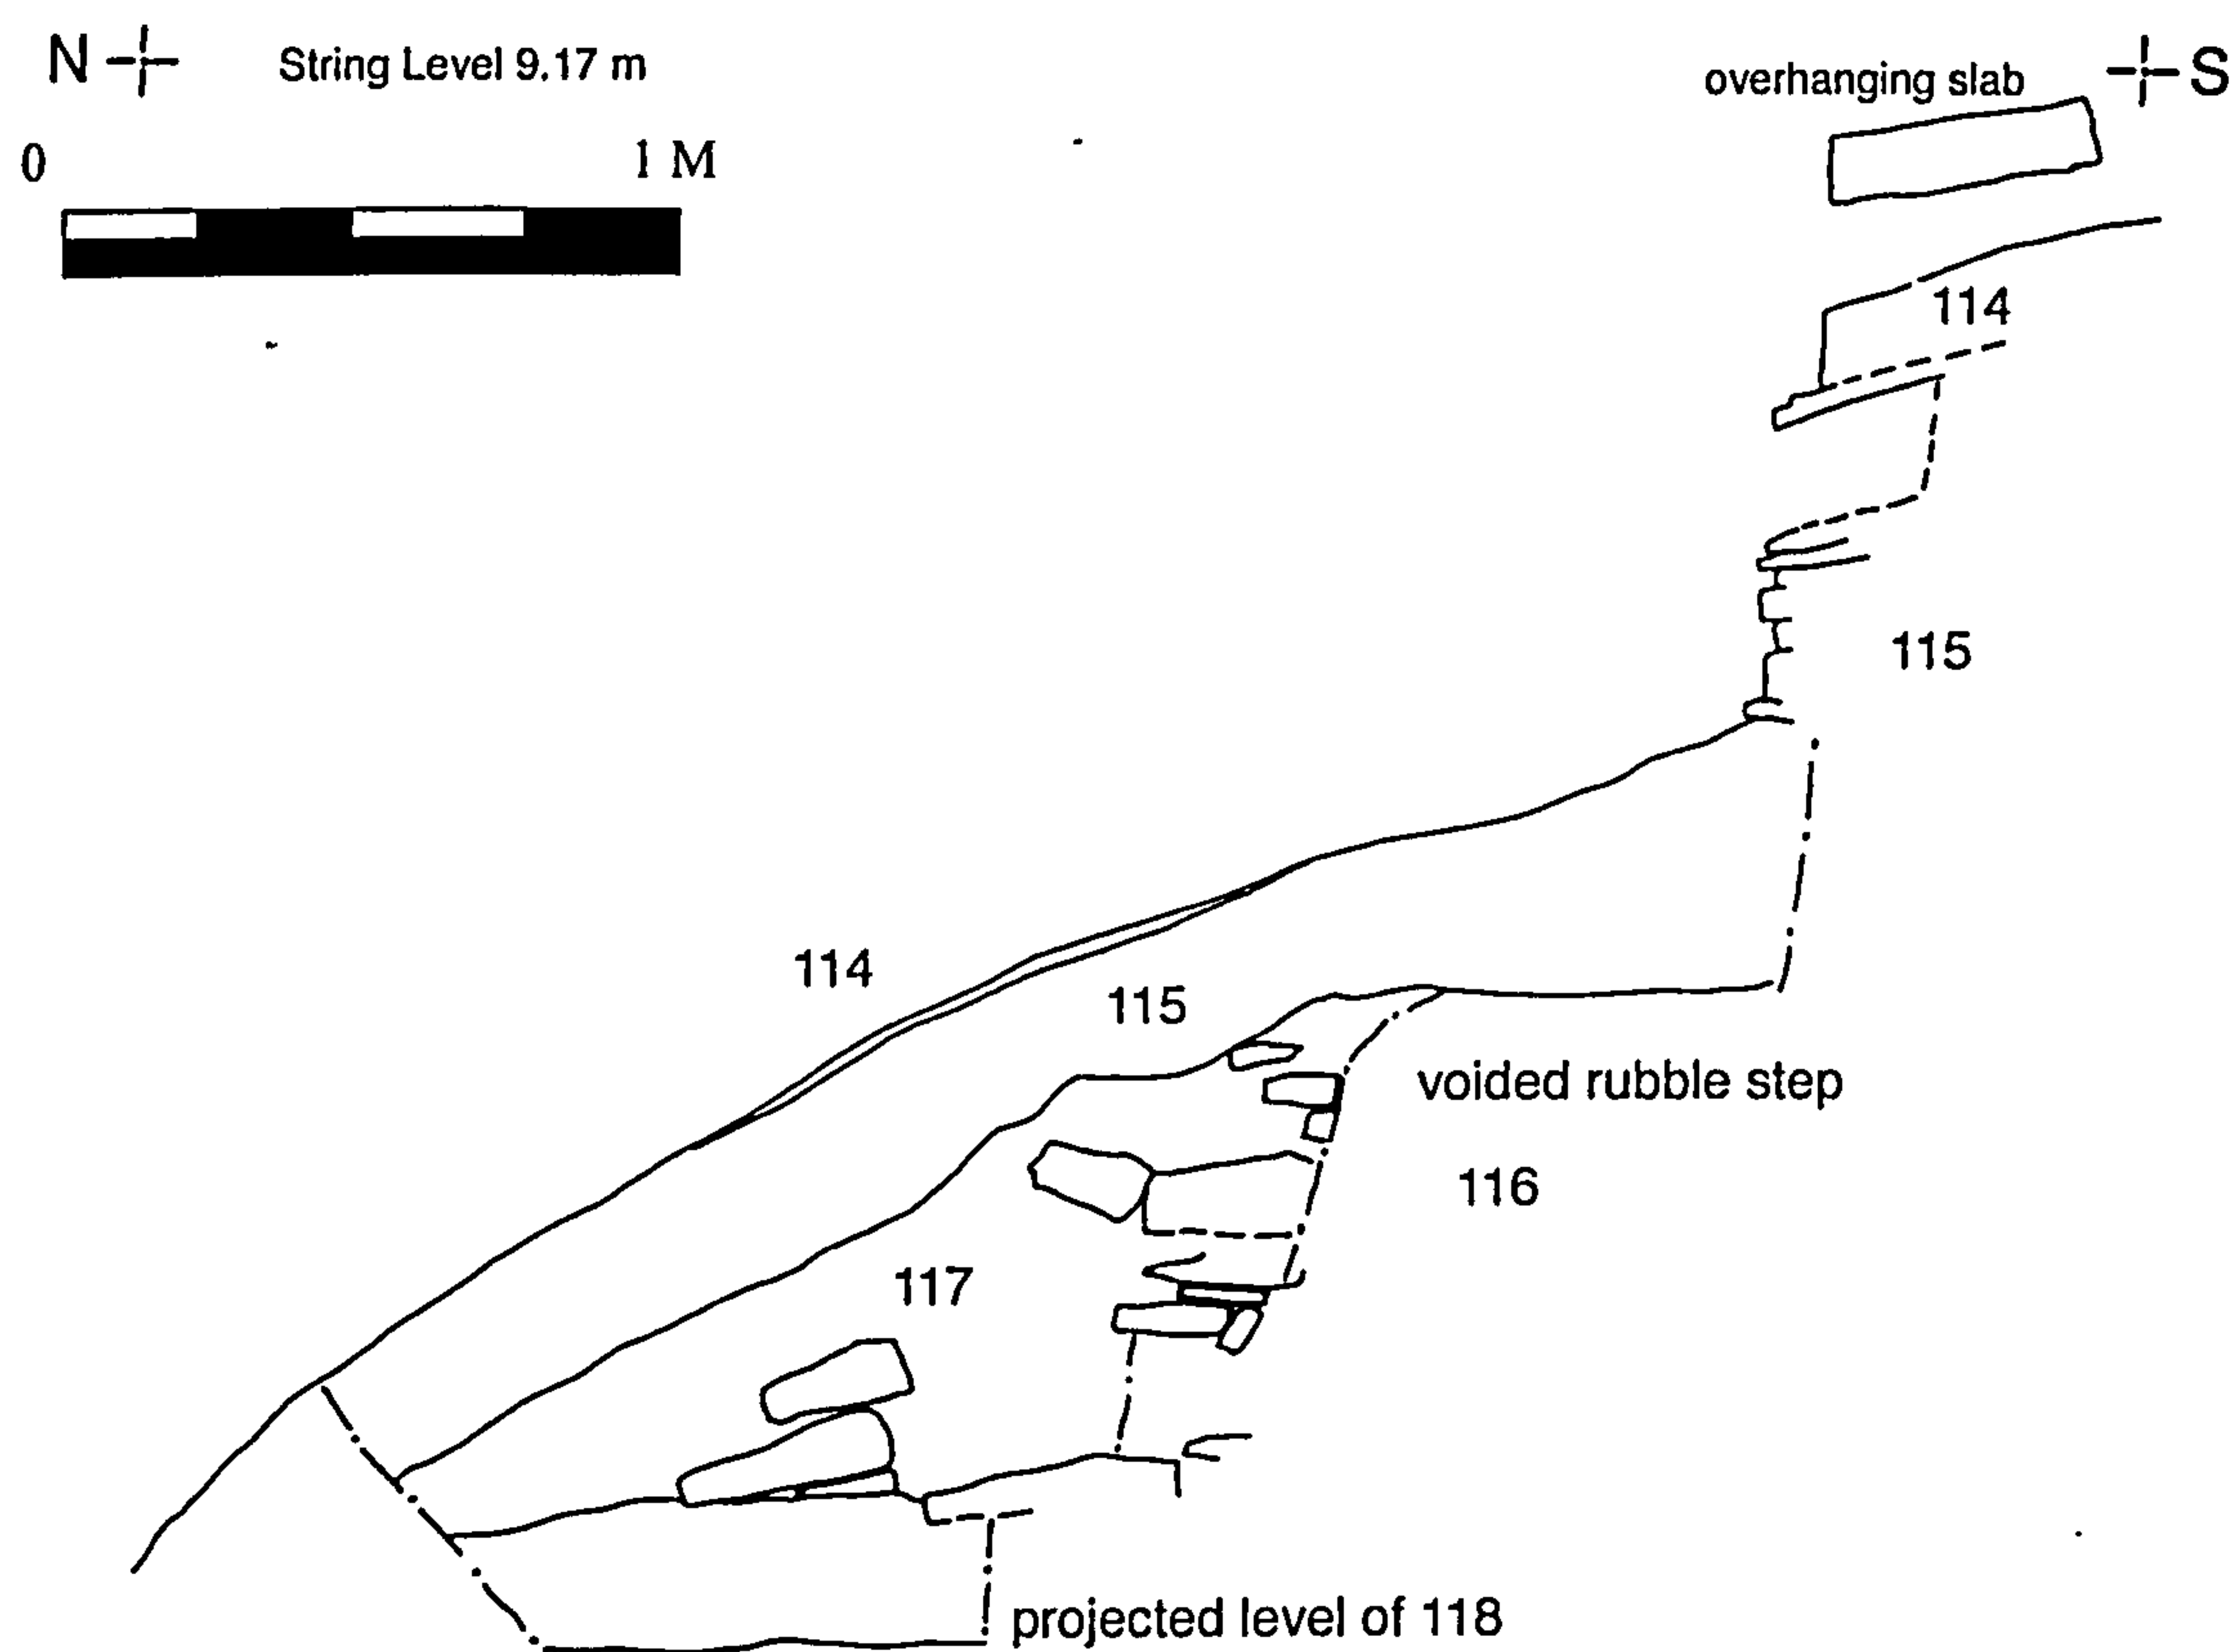 N
String Level 9.17 m
overhanging slab
S
0
1 M
114
115
114
115
voided rubble step
116
117
projected level of 118